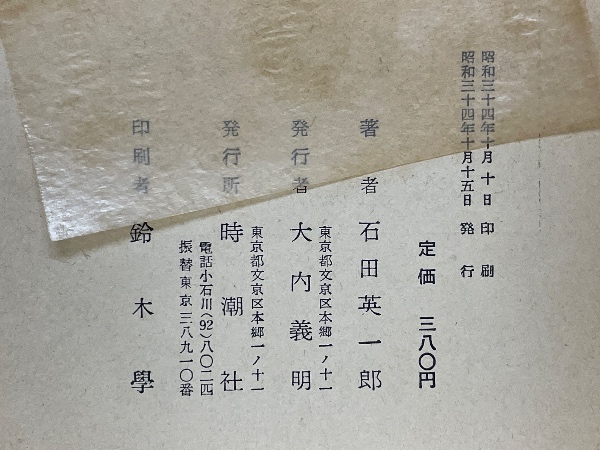 昭和三十四年十月十日 印刷
昭和三十四年十月十五日 発行
定価 三八〇円
著者 石田英一郎
東京都文京区本郷一ノ十一
発行者 大内義明
東京都文京区本郷一ノ十一
発行所 時潮社
電話小石川(92)八〇二四
振替東京三八九一〇番
印刷者 鈴木學